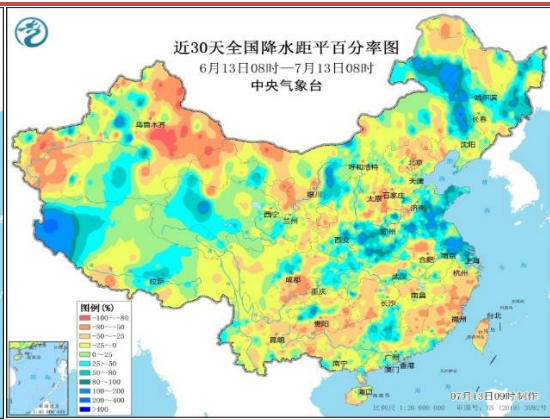 近30天全国降水距平百分率图
6月13日08时—7月13日08时
中央气象台
乌鲁木齐
哈尔滨
长春
沈阳
呼和浩特
北京
天津
银川
太原
石家庄
济南
西宁
兰州
西安
郑州
合肥
南京
上海
拉萨
成都
武汉
杭州
重庆
长沙
南昌
贵阳
福州
台北
昆明
南宁
广州
香港
澳门
海口
图例(%)
-100~-80
-80~-50
-50~-25
-25~0
0~25
25~50
50~80
80~100
100~200
200~400
>400
07月13日09时 制作